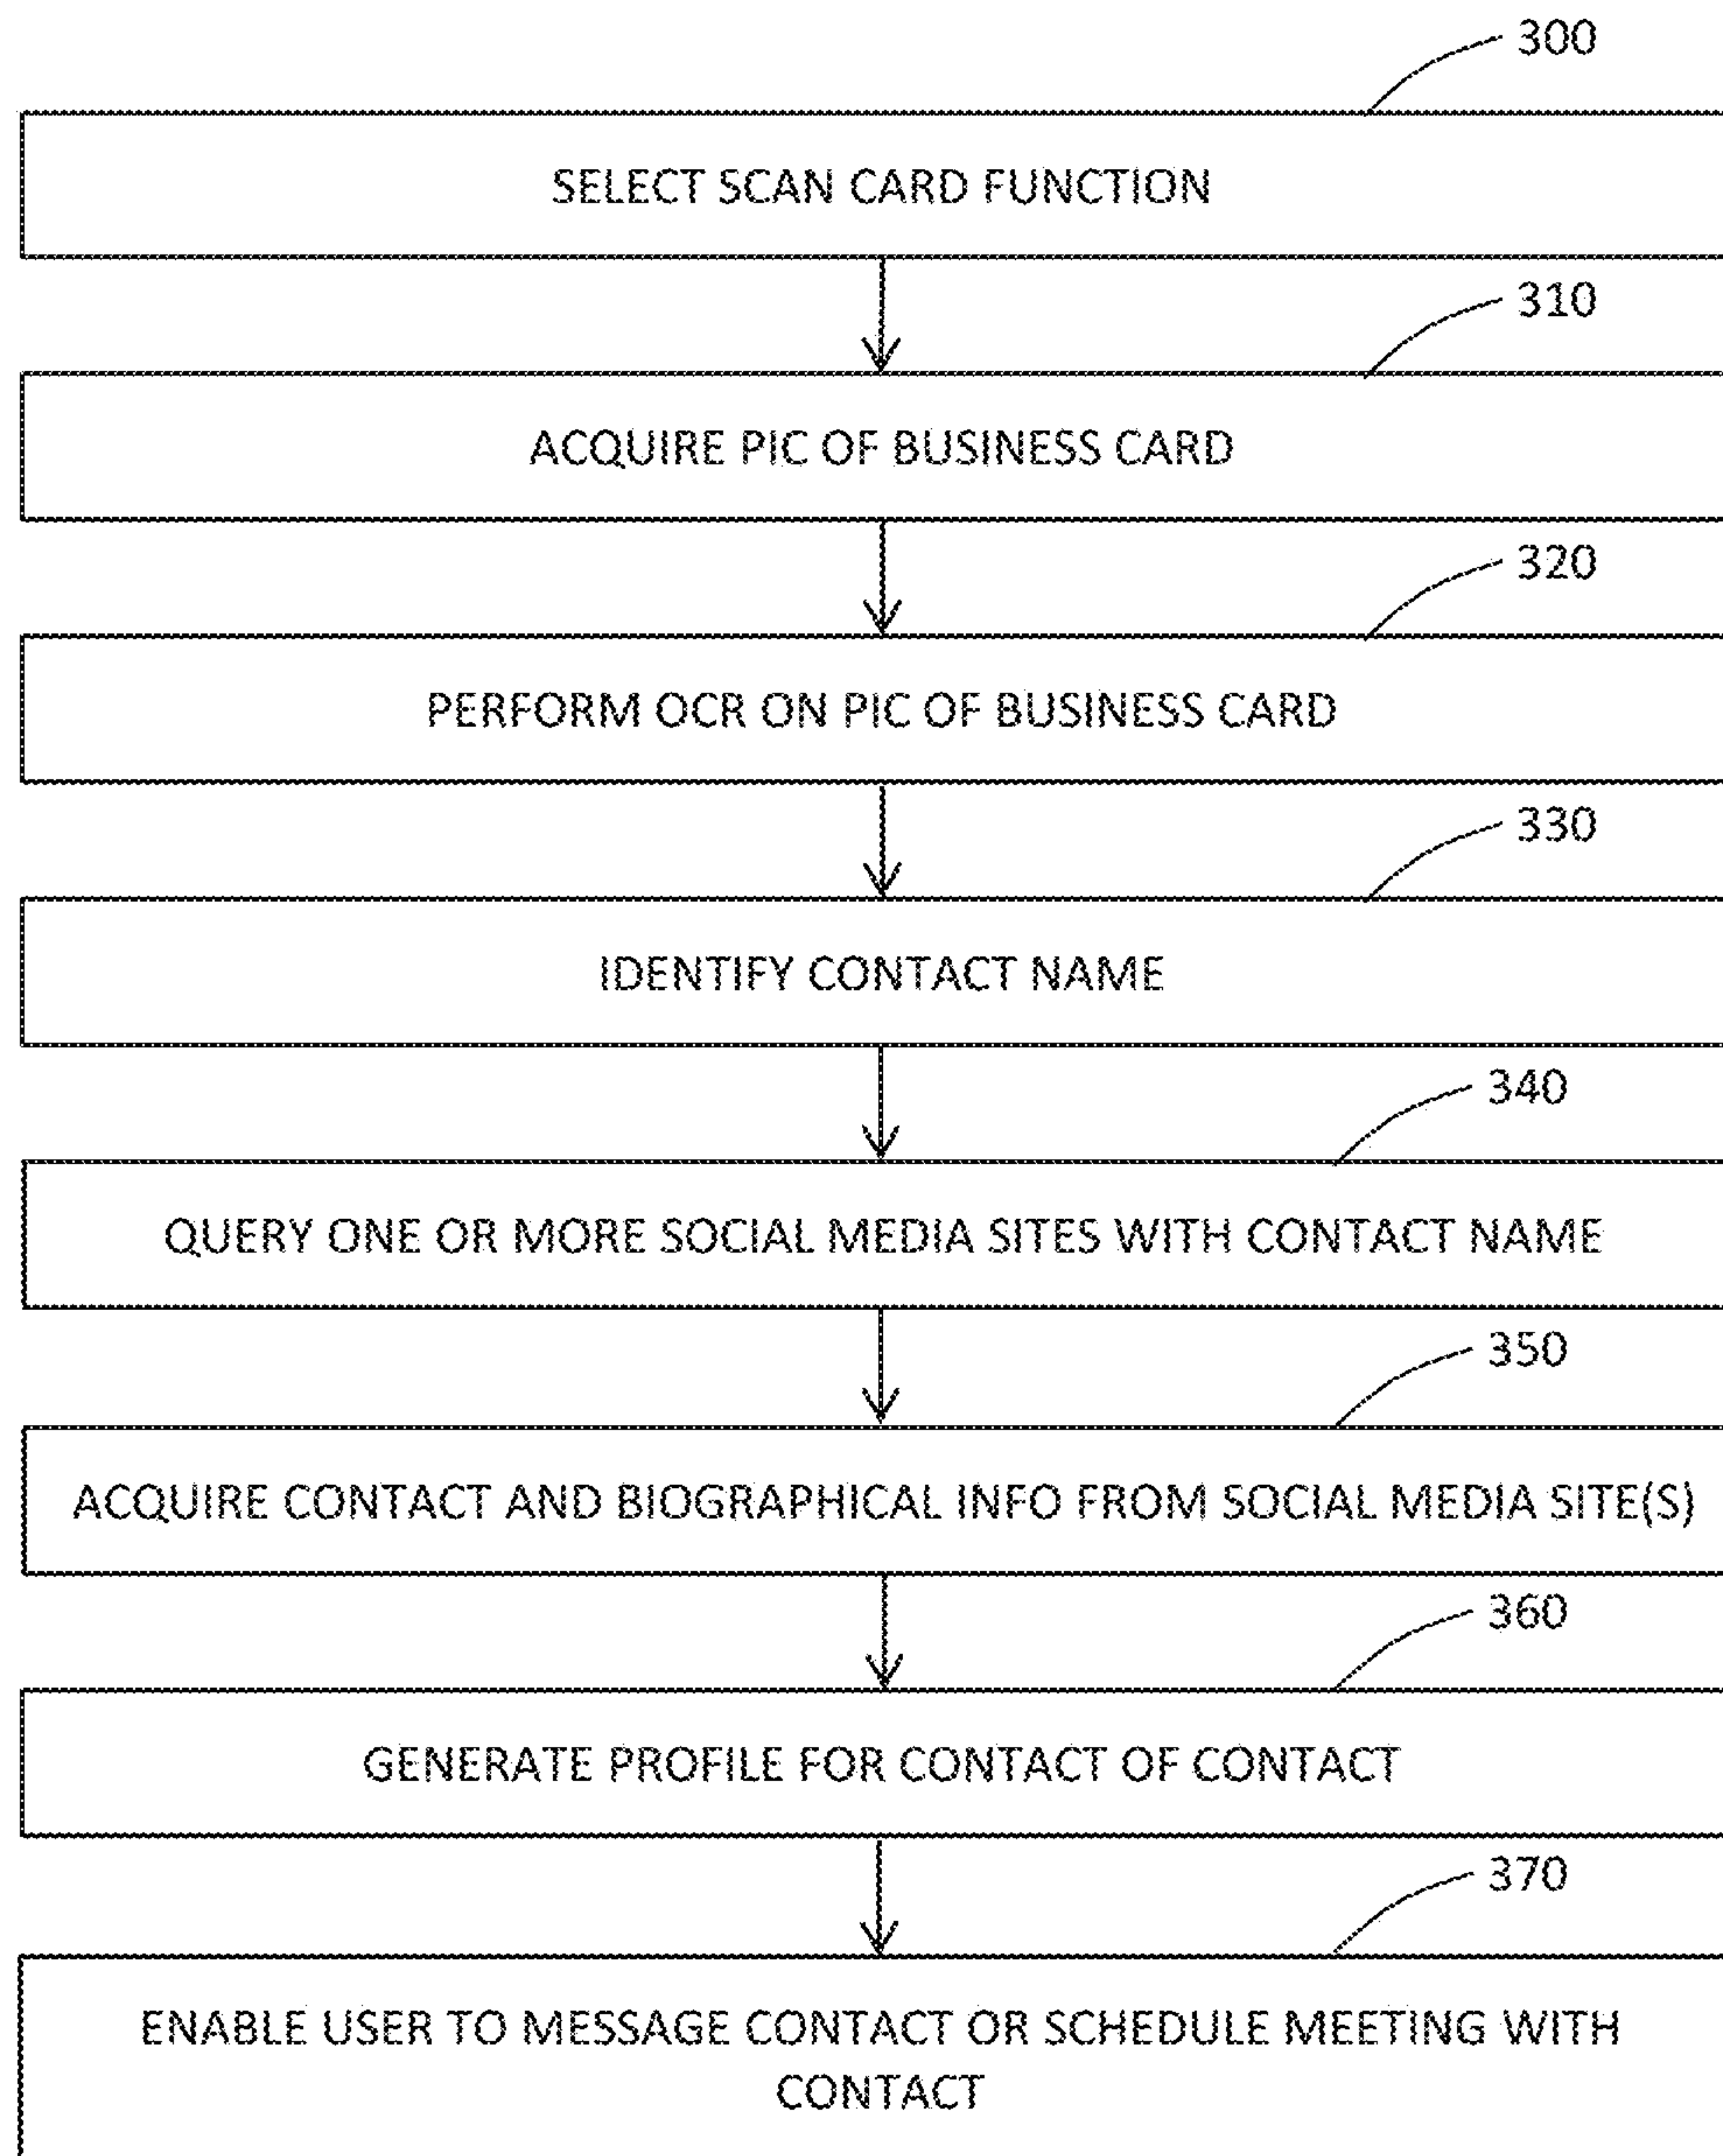 300
SELECT SCAN CARD FUNCTION
310
ACQUIRE PIC OF BUSINESS CARD
320
PERFORM OCR ON PIC OF BUSINESS CARD
330
IDENTIFY CONTACT NAME
340
QUERY ONE OR MORE SOCIAL MEDIA SITES WITH CONTACT NAME
350
ACQUIRE CONTACT AND BIOGRAPHICAL INFO FROM SOCIAL MEDIA SITE(S)
360
GENERATE PROFILE FOR CONTACT OF CONTACT
370
ENABLE USER TO MESSAGE CONTACT OR SCHEDULE MEETING WITH
CONTACT